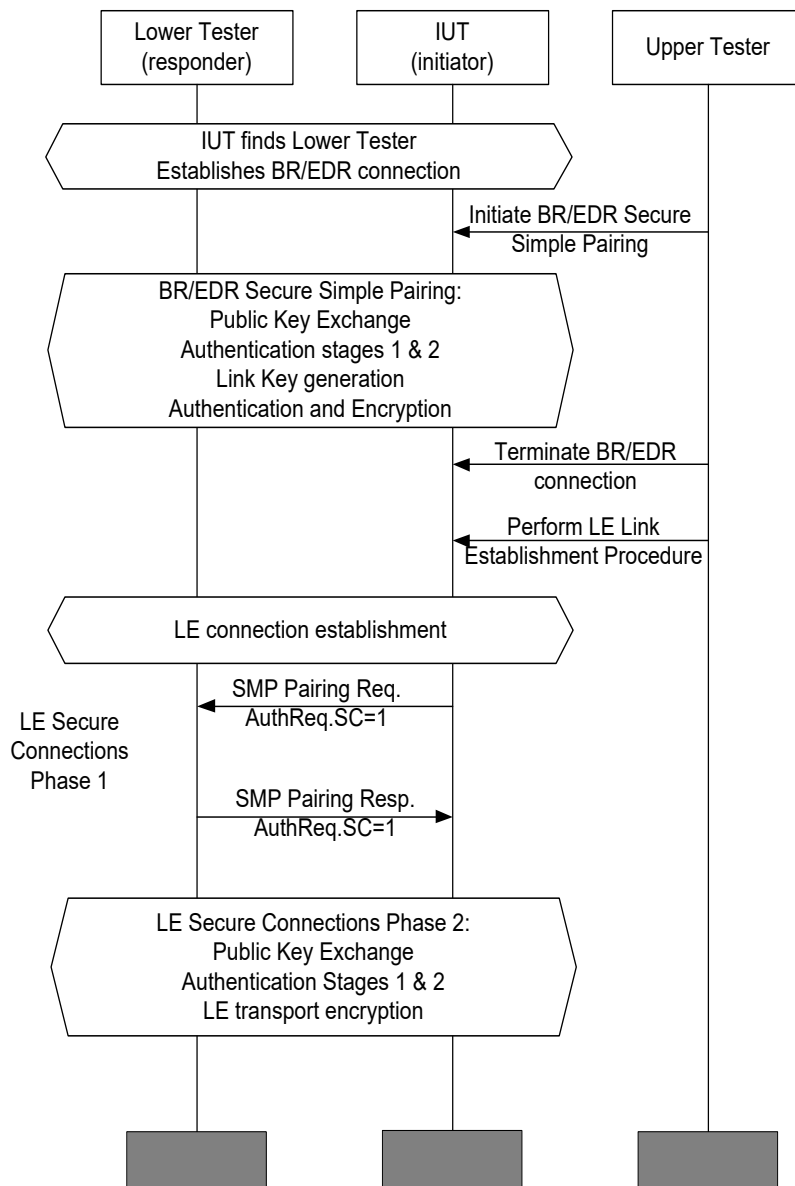 Lower Tester
(responder)
IUT
(initiator)
Upper Tester
IUT finds Lower Tester
Establishes BR/EDR connection
Initiate BR/EDR Secure
Simple Pairing
BR/EDR Secure Simple Pairing:
Public Key Exchange
Authentication stages 1 & 2
Link Key generation
Authentication and Encryption
Terminate BR/EDR
connection
Perform LE Link
Establishment Procedure
LE connection establishment
SMP Pairing Req.
AuthReq.SC=1
LE Secure
Connections
Phase 1
SMP Pairing Resp.
AuthReq.SC=1
LE Secure Connections Phase 2:
Public Key Exchange
Authentication Stages 1 & 2
LE transport encryption